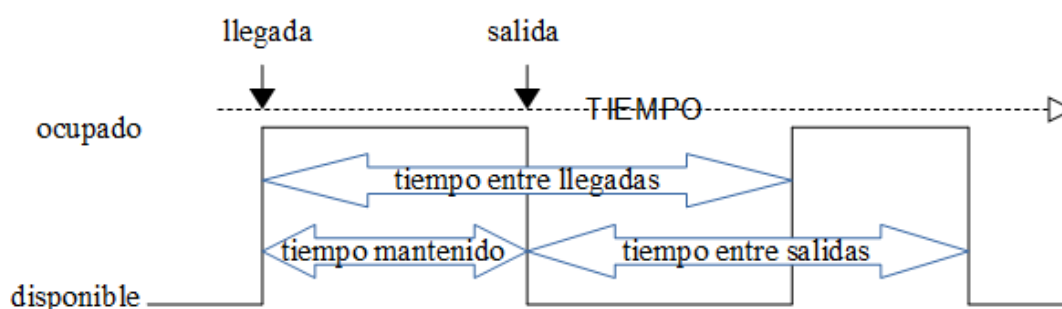 llegada salida
TIEMPO
ocupado
tiempo entre llegadas
tiempo mantenido tiempo entre salidas
disponible